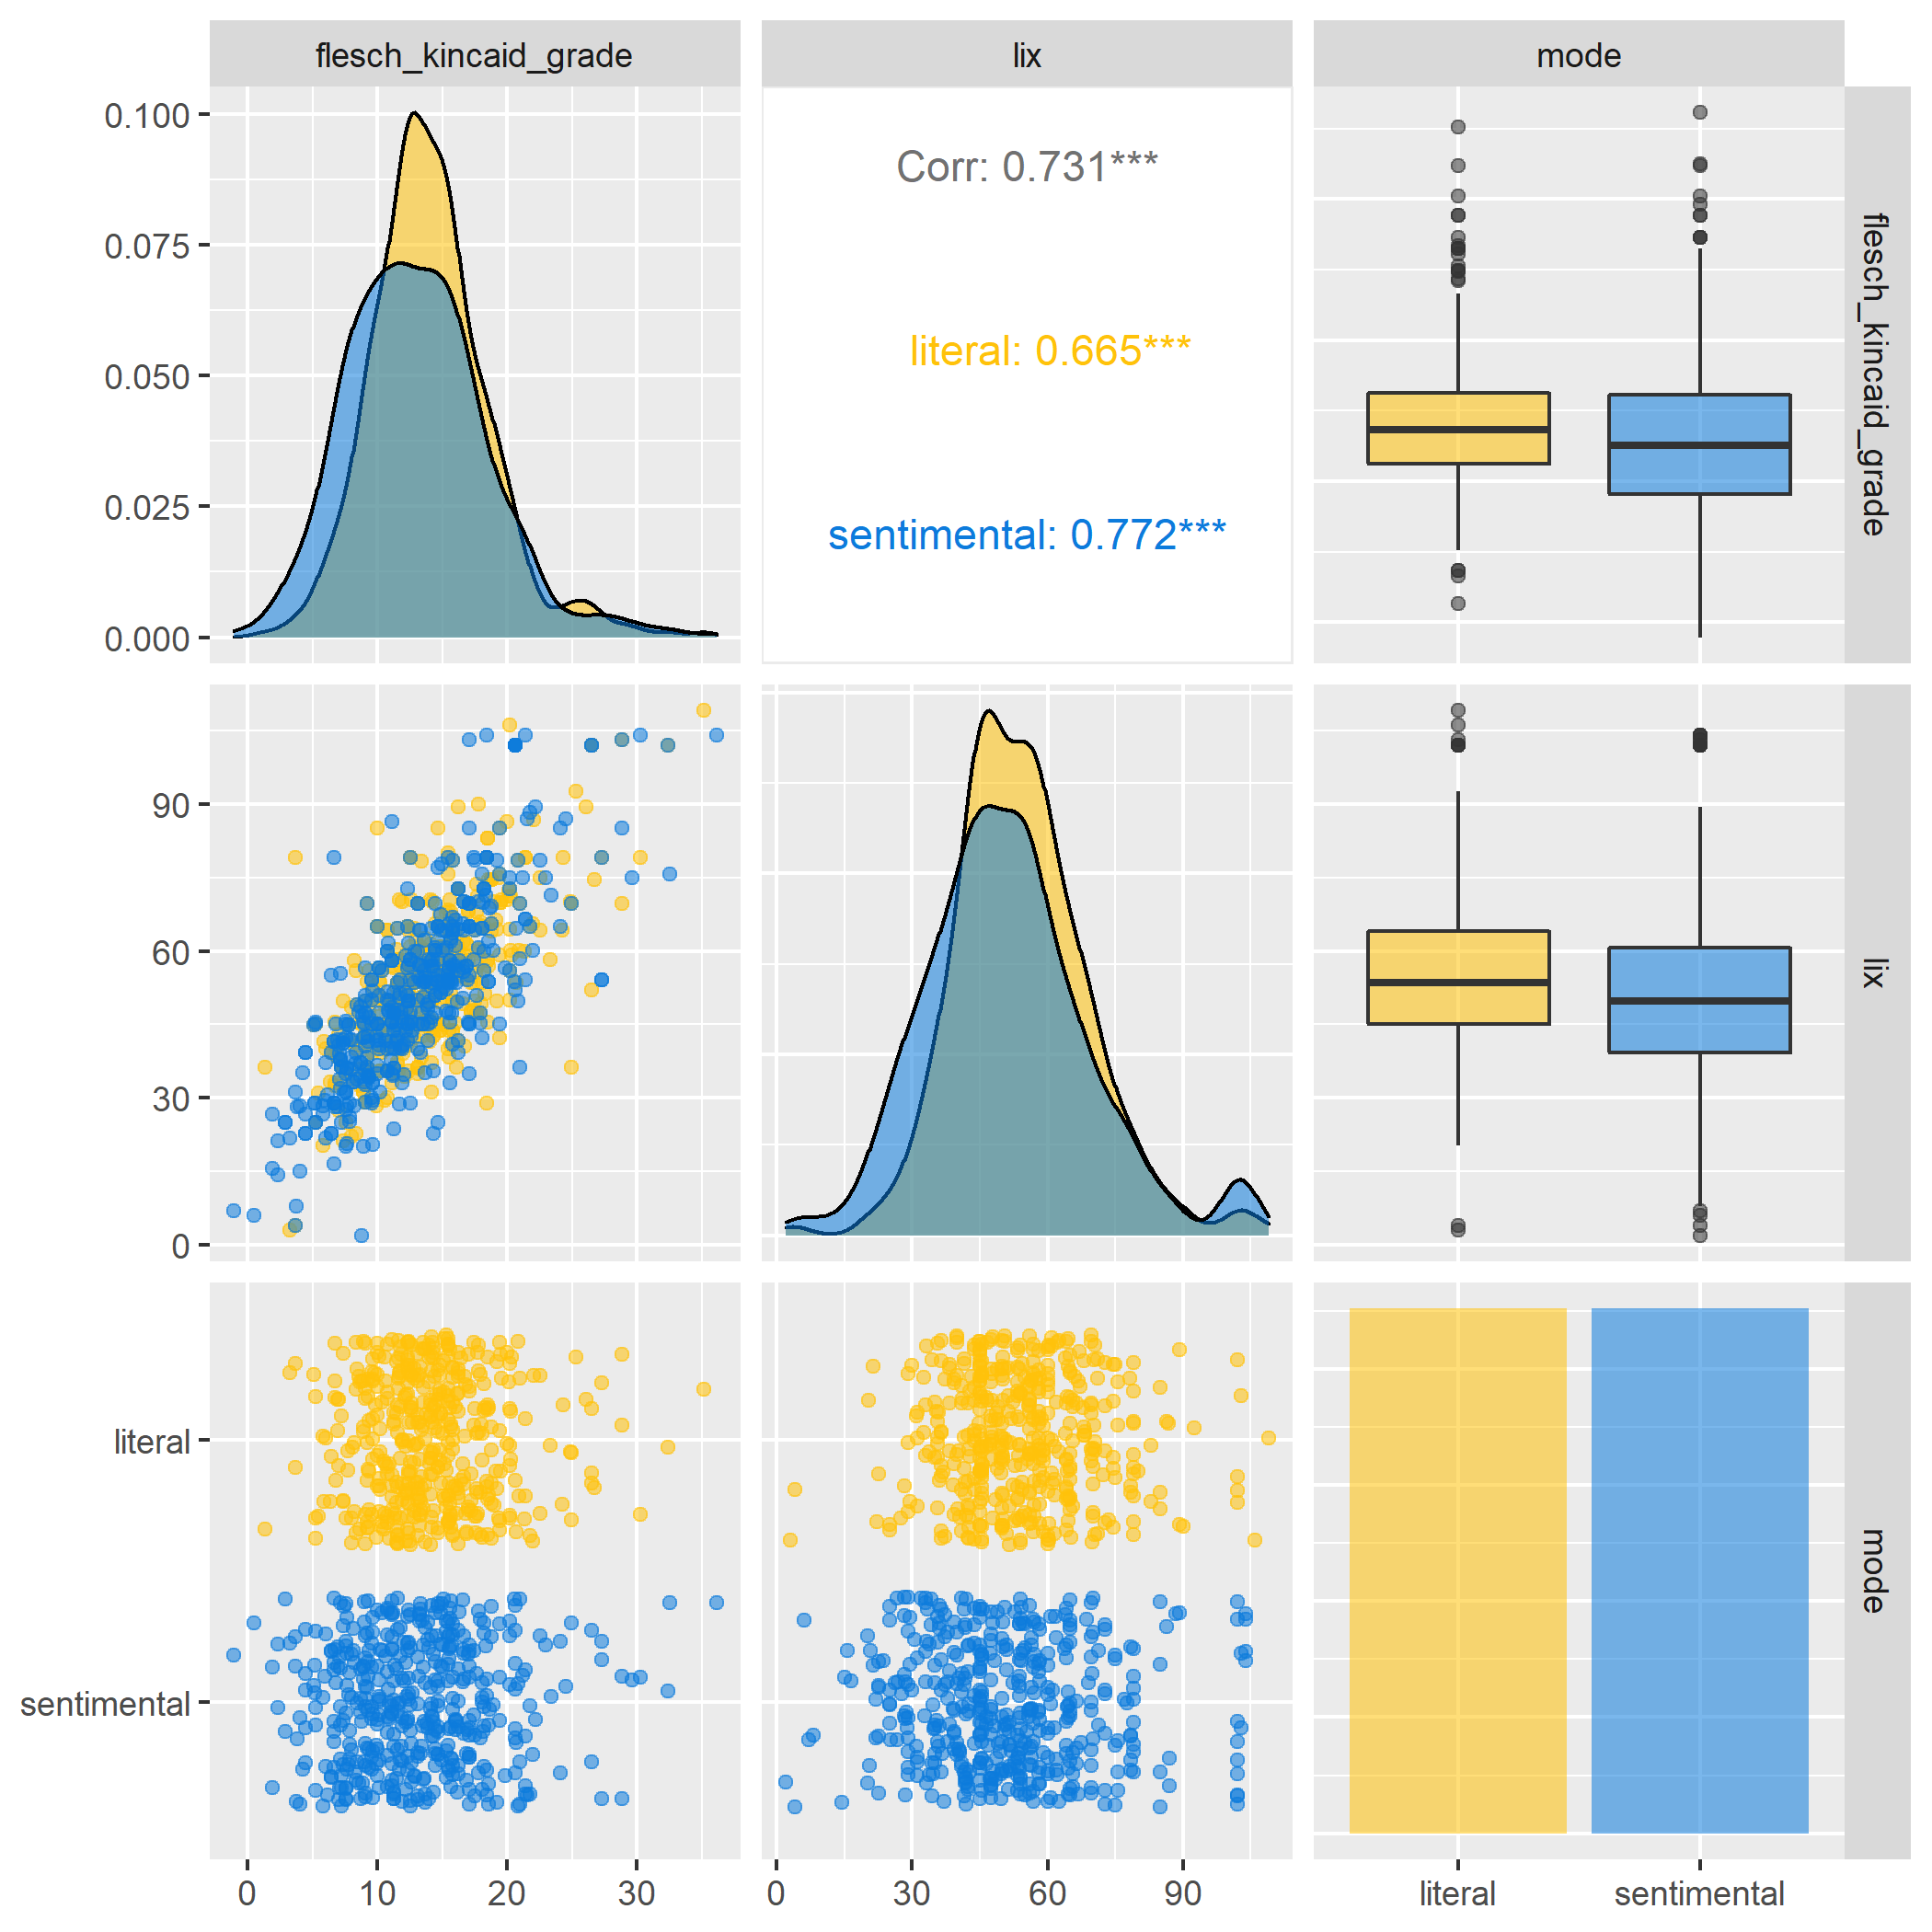 flesch_kincaid_grade
lix
mode
0.100
0.075
0.050
0.025
0.000
Corr: 0.731***
literal: 0.665***
sentimental: 0.772***
flesch_kincaid_grade
90
60
30
0
lix
literal
sentimental
mode
0 10 20 30
0 30 60 90
literal sentimental